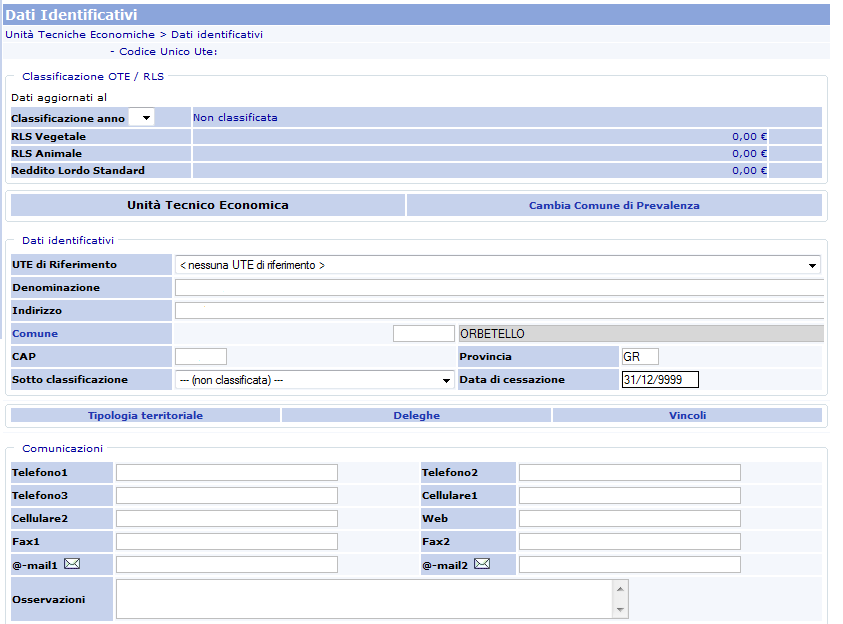 Dati Identificativi
Unità Tecniche Economiche > Dati identificativi
- Codice Unico Ute:
Classificazione OTE / RLS
Dati aggiornati al
Classificazione anno Non classificata
RLS Vegetale 0,00 €
RLS Animale 0,00 €
Reddito Lordo Standard 0,00 €
Unità Tecnico Economica Cambia Comune di Prevalenza
Dati identificativi
UTE di Riferimento < nessuna UTE di riferimento >
Denominazione
Indirizzo
Comune ORBETELLO
CAP Provincia GR
Sotto classificazione --- (non classificata) --- Data di cessazione 31/12/9999
Tipologia territoriale Deleghe Vincoli
Comunicazioni
Telefono1 Telefono2
Telefono3 Cellulare1
Cellulare2 Web
Fax1 Fax2
@-mail1 @-mail2
Osservazioni